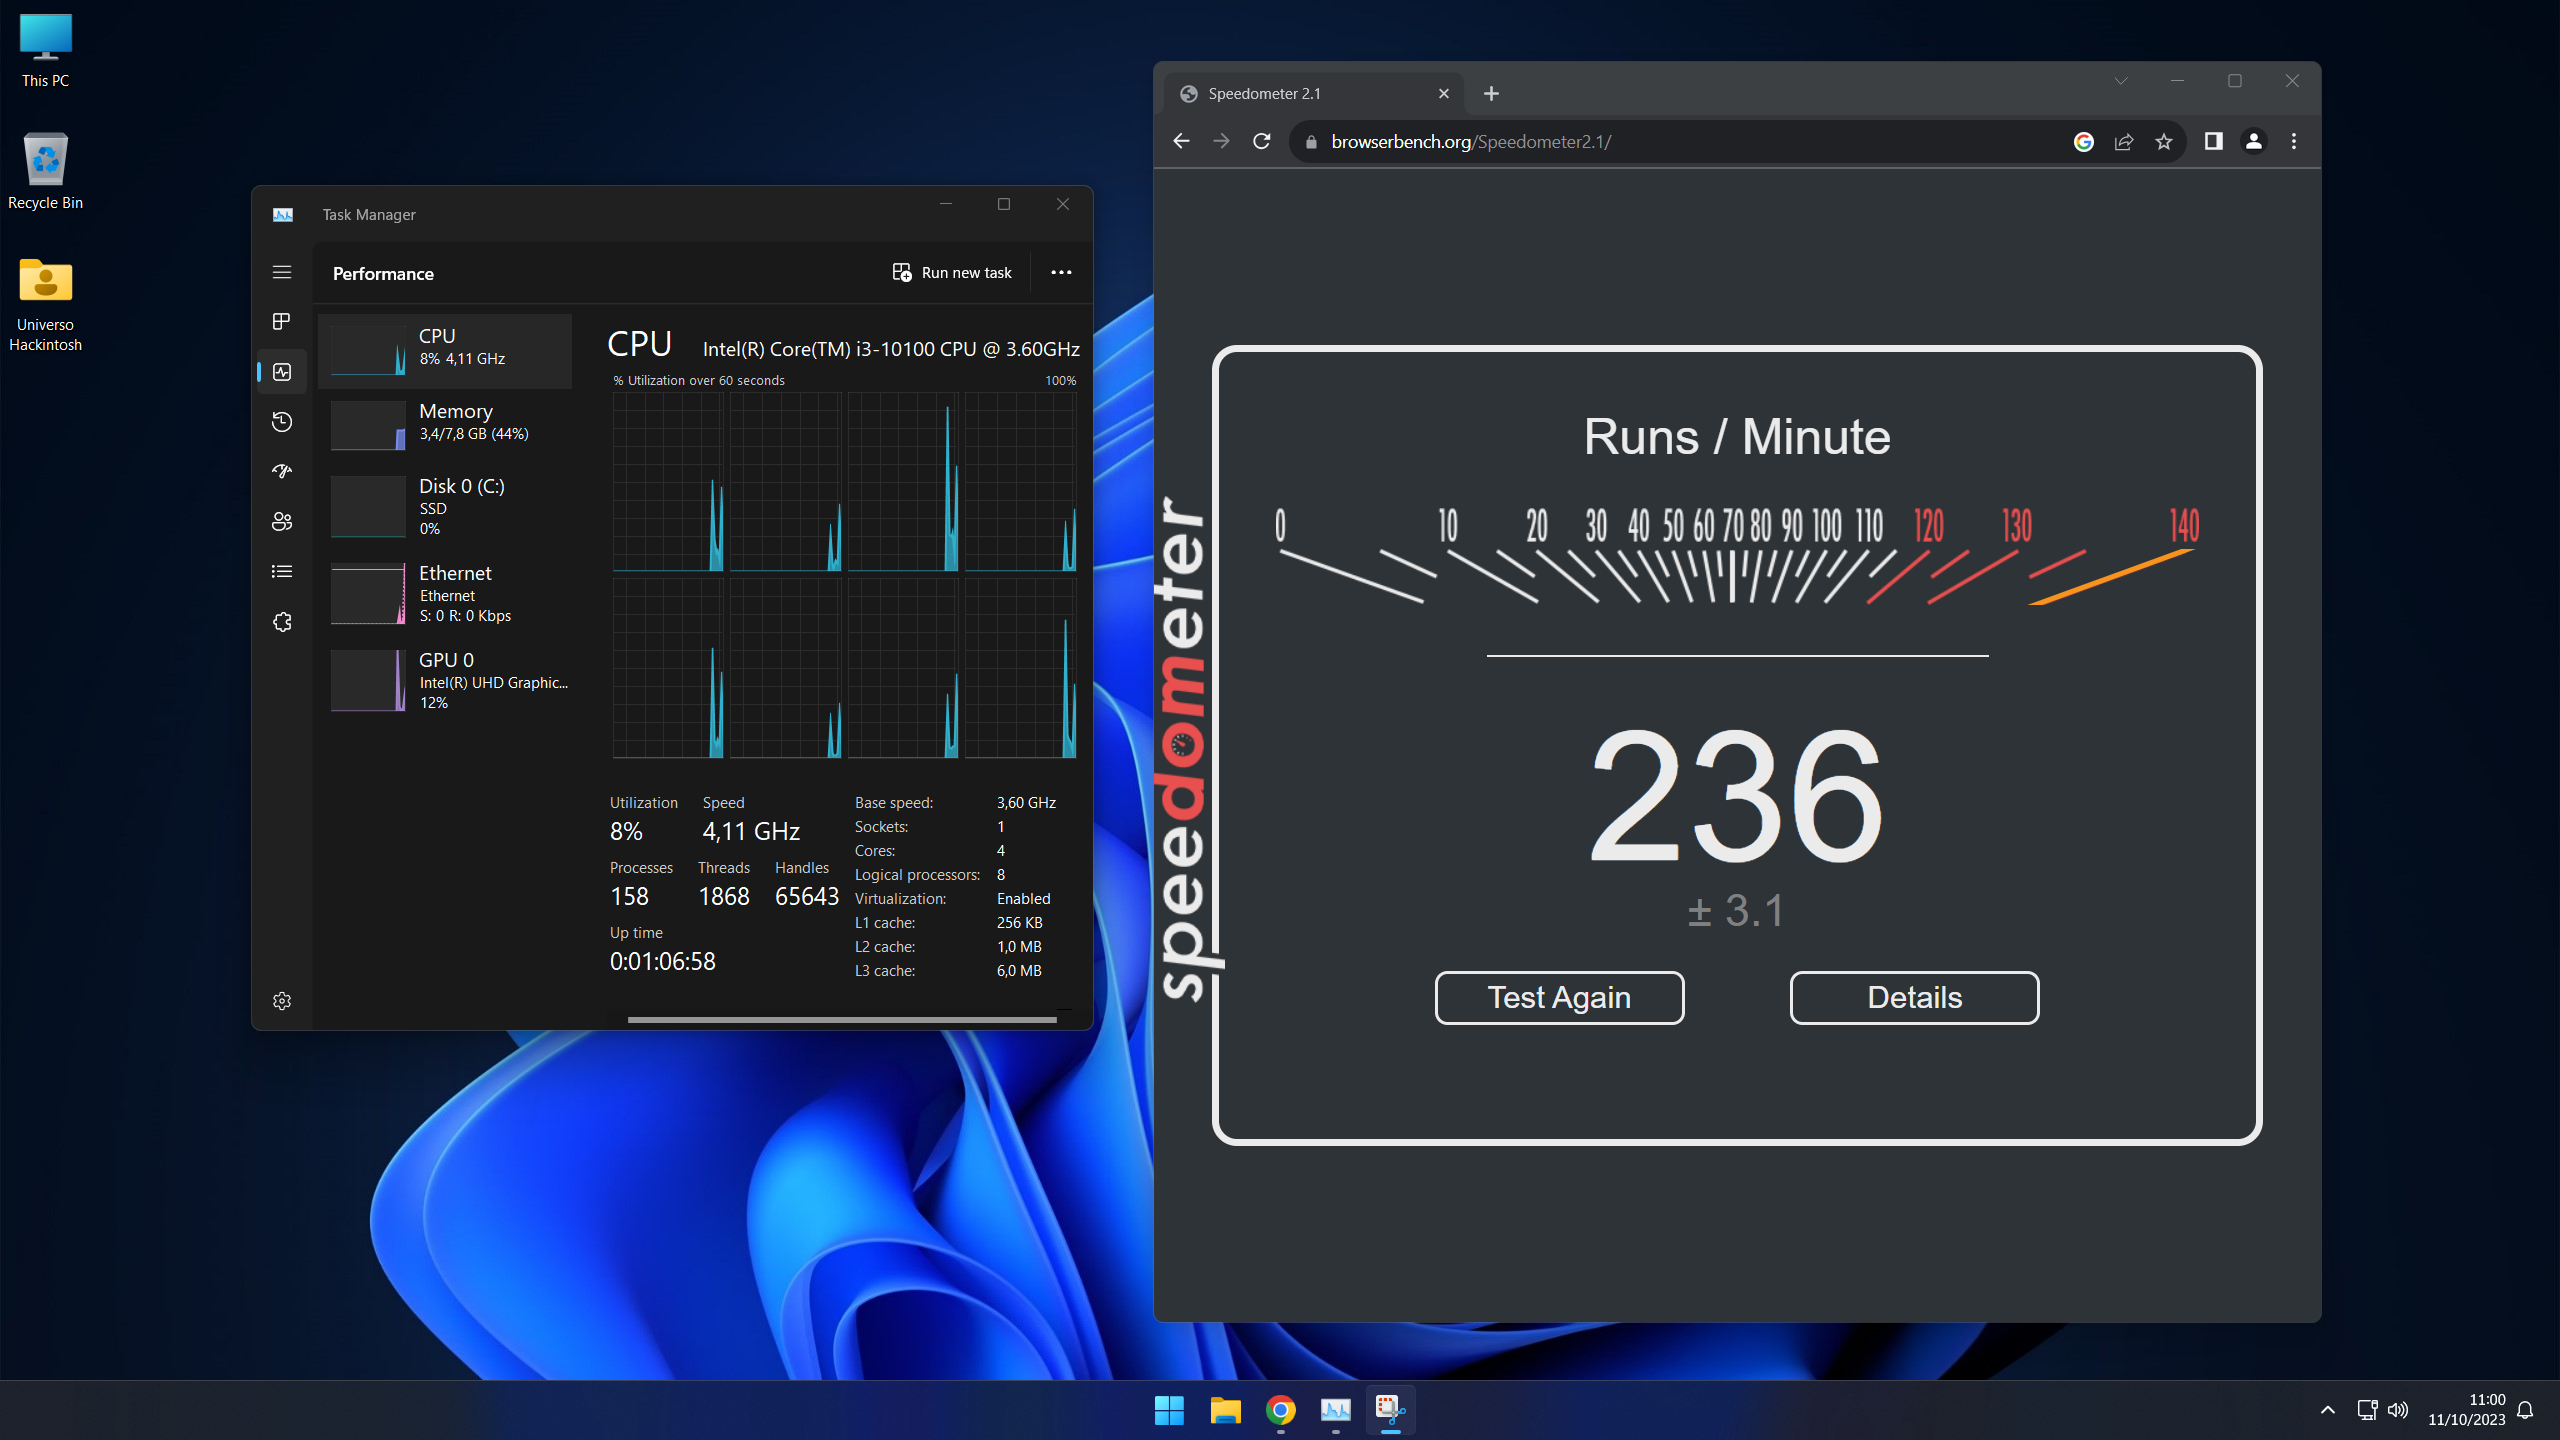 This PC
Recycle Bin
Universo
Hackintosh
Task Manager
Performance
Run new task
CPU
8% 4,11 GHz
Memory
3,4/7,8 GB (44%)
Disk 0 (C:)
SSD
0%
Ethernet
Ethernet
S: 0 R: 0 Kbps
GPU 0
Intel(R) UHD Graphic...
12%
CPU
Intel(R) Core(TM) i3-10100 CPU @ 3.60GHz
% Utilization over 60 seconds
100%
Utilization
8%
Speed
4,11 GHz
Processes
158
Threads
1868
Handles
65643
Up time
0:01:06:58
Base speed: 3,60 GHz
Sockets: 1
Cores: 4
Logical processors: 8
Virtualization: Enabled
L1 cache: 256 KB
L2 cache: 1,0 MB
L3 cache: 6,0 MB
Speedometer 2.1
browserbench.org/Speedometer2.1/
speedometer
Runs / Minute
0 10 20 30 40 50 60 70 80 90 100 110 120 130 140
236
± 3.1
Test Again
Details
11:00
11/10/2023